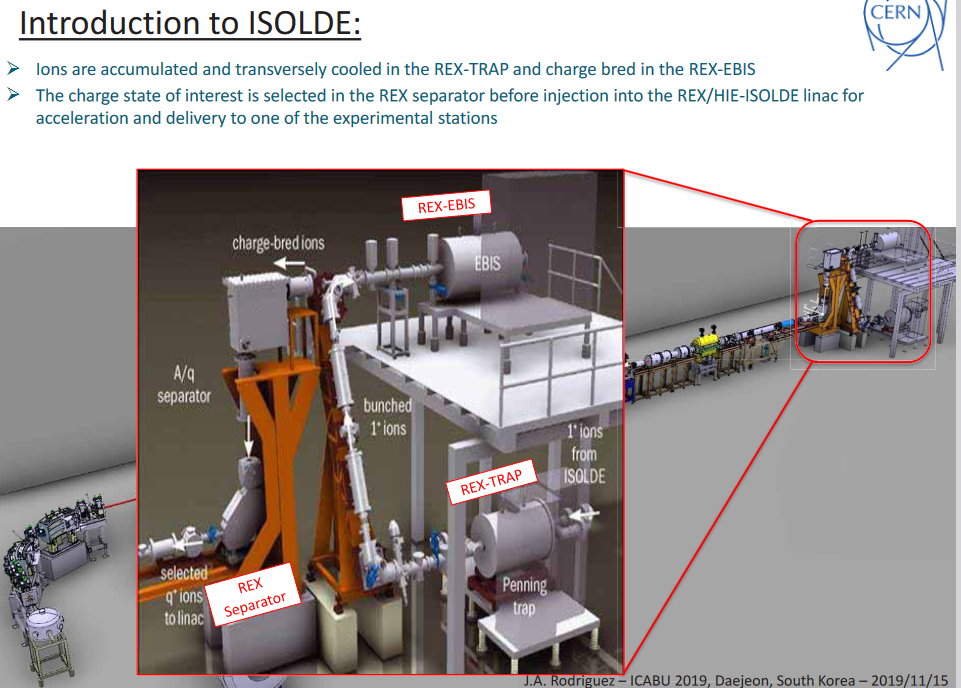 Introduction to ISOLDE:
CERN
➢ Ions are accumulated and transversely cooled in the REX-TRAP and charge bred in the REX-EBIS
➢ The charge state of interest is selected in the REX separator before injection into the REX/HIE-ISOLDE linac for
acceleration and delivery to one of the experimental stations
REX-EBIS
charge-bred ions
EBIS
A/q
separator
bunched
1⁺ ions
1⁺ ions
from
ISOLDE
REX-TRAP
Penning
trap
selected
q⁺ ions
to linac
REX
Separator
J.A. Rodriguez – ICABU 2019, Daejeon, South Korea – 2019/11/15